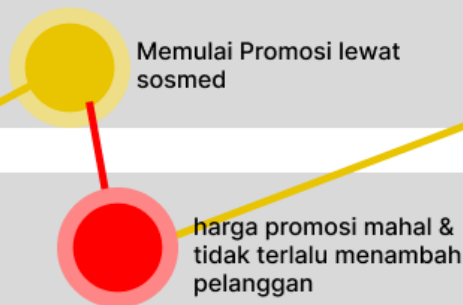 Memulai Promosi lewat
sosmed
harga promosi mahal &
tidak terlalu menambah
pelanggan